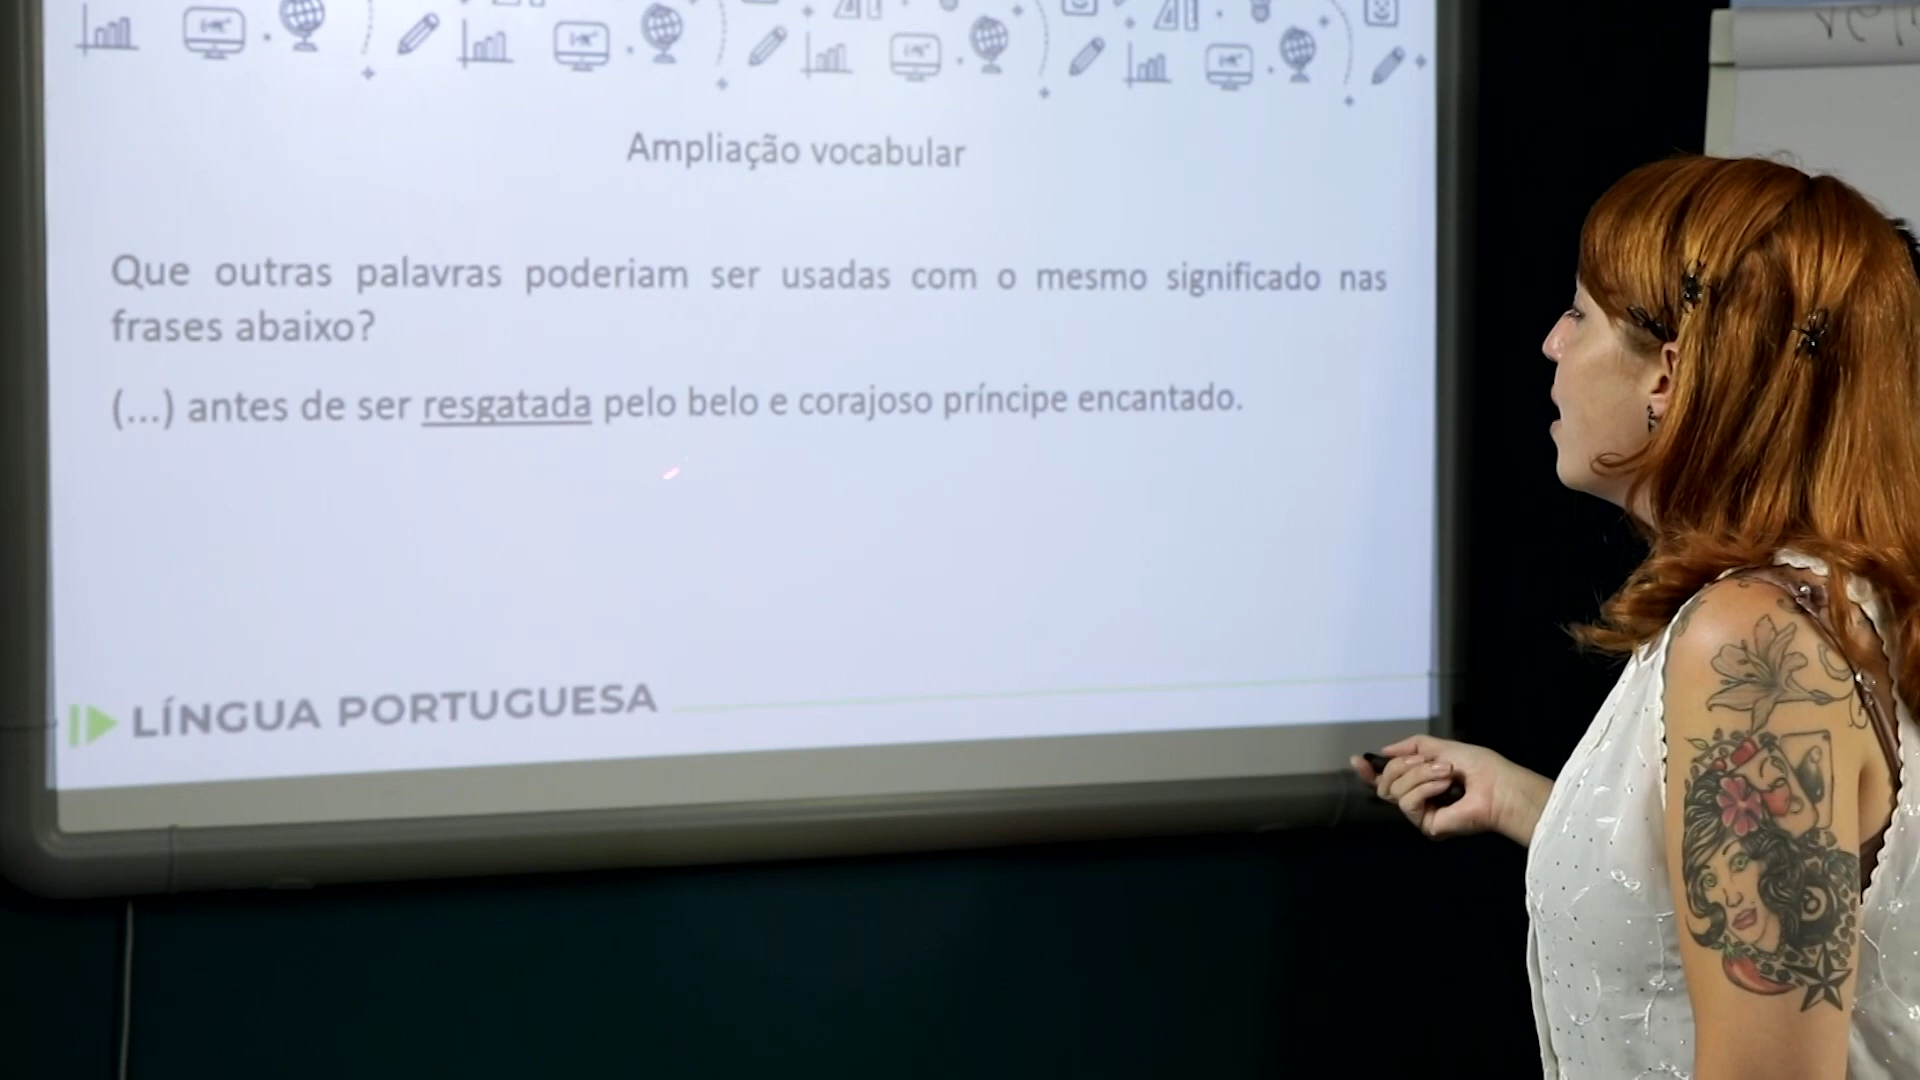 Ampliação vocabular
Que outras palavras poderiam ser usadas com o mesmo significado nas
frases abaixo?
(...) antes de ser resgatada pelo belo e corajoso príncipe encantado.
LÍNGUA PORTUGUESA